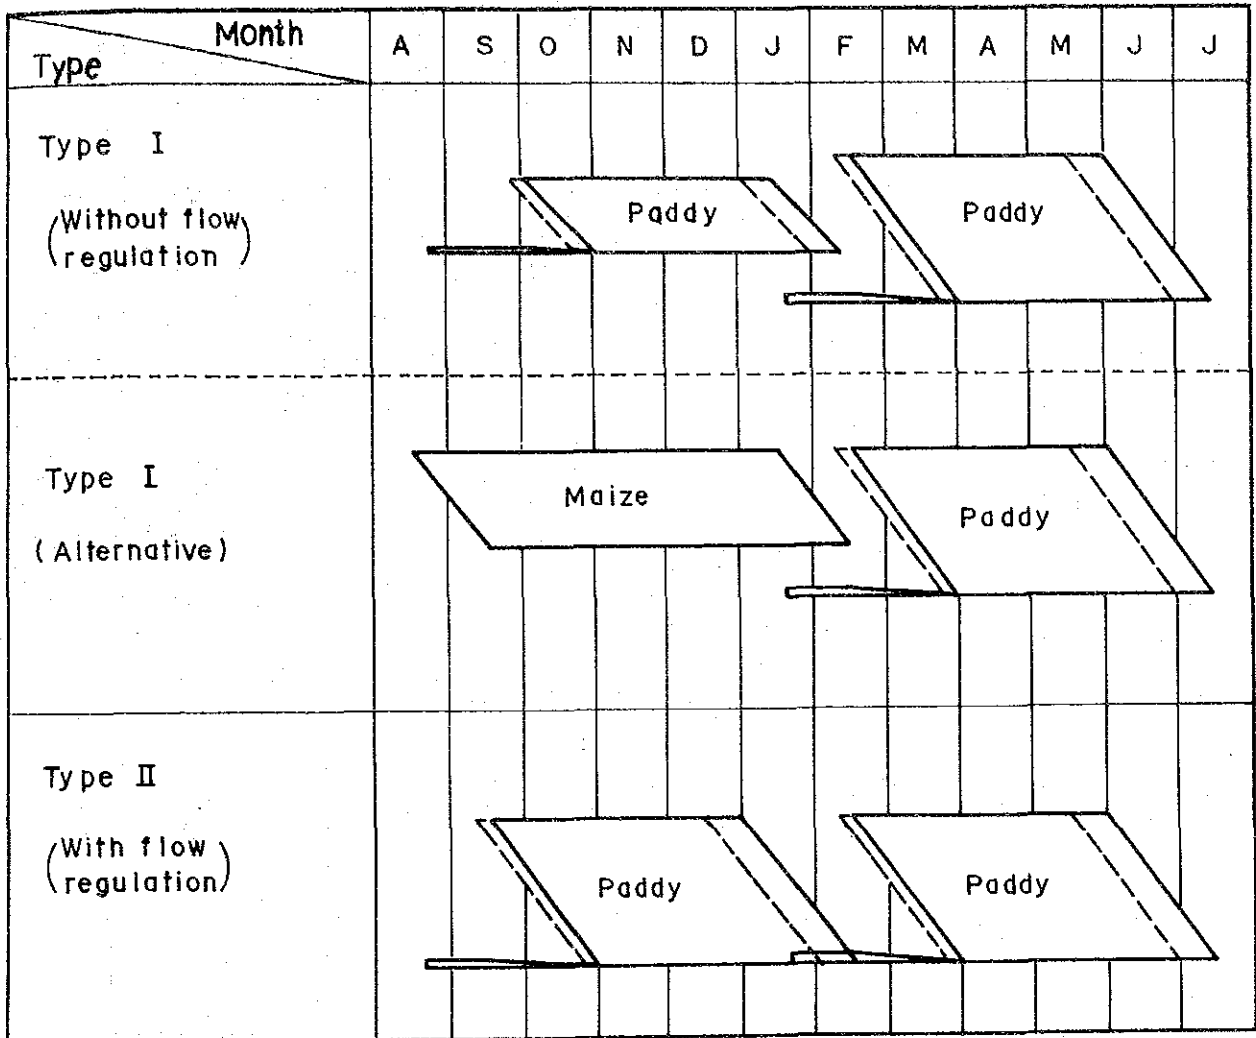 Month
Type
A S O N D J F M A M J J
Type I
(Without flow
regulation)
Paddy
Paddy
Type I
(Alternative)
Maize
Paddy
Type II
(With flow
regulation)
Paddy
Paddy